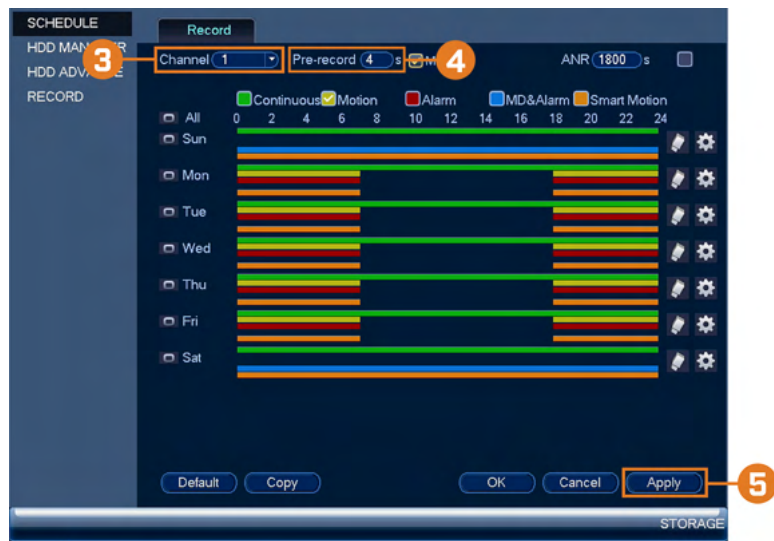 SCHEDULE
HDD MAN ER
HDD ADV E
RECORD
Record
3
Channel 1
Pre-record 4 s
4
M
ANR 1800 s
Continuous Motion Alarm MD&Alarm Smart Motion
All 0 2 4 6 8 10 12 14 16 18 20 22 24
Sun
Mon
Tue
Wed
Thu
Fri
Sat
Default Copy OK Cancel Apply
5
STORAGE